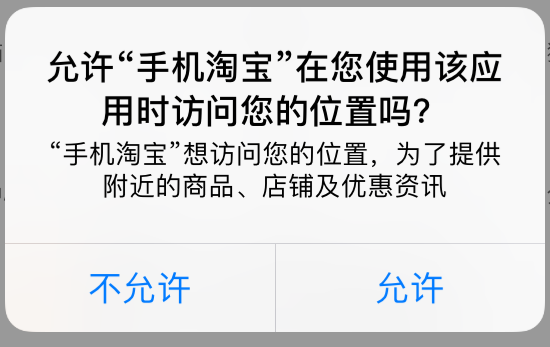 允许“手机淘宝”在您使用该应
用时访问您的位置吗？
“手机淘宝”想访问您的位置，为了提供
附近的商品、店铺及优惠资讯
不允许
允许